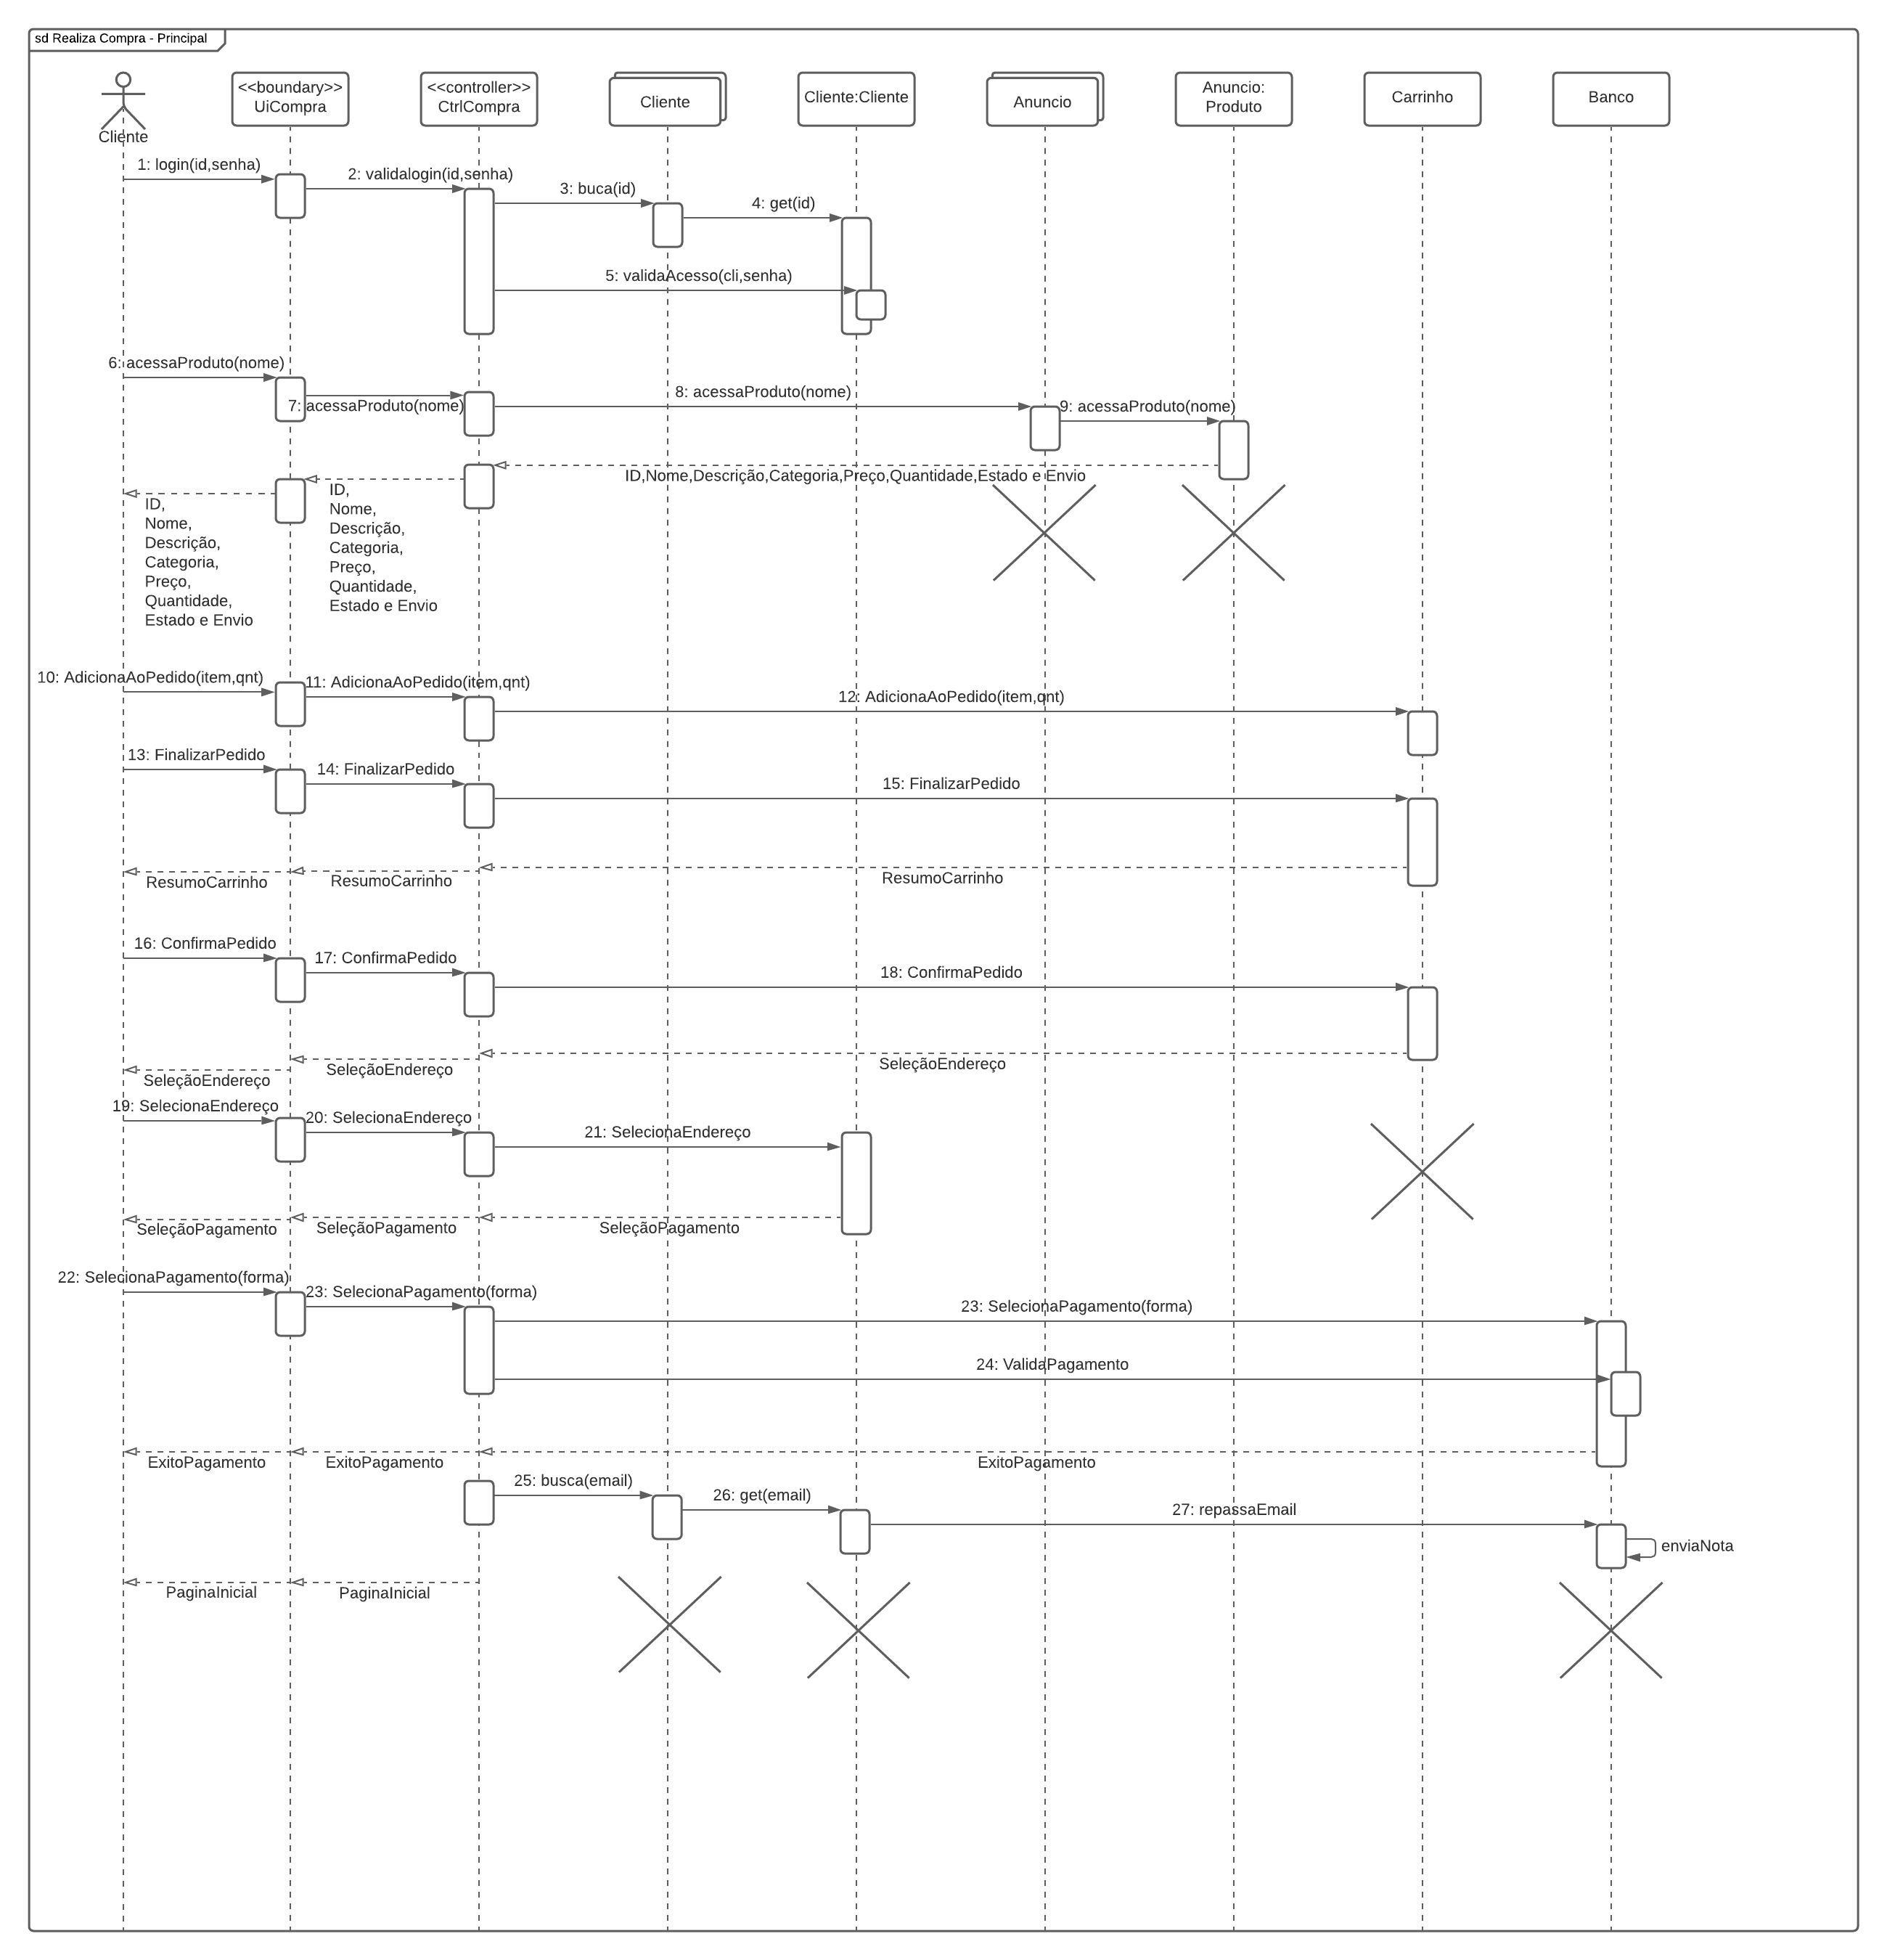 sd Realiza Compra - Principal
Cliente
<<boundary>>
UiCompra
<<controller>>
CtrlCompra
Cliente
Cliente:Cliente
Anuncio
Anuncio:
Produto
Carrinho
Banco
1: login(id,senha)
2: validalogin(id,senha)
3: buca(id)
4: get(id)
5: validaAcesso(cli,senha)
6: acessaProduto(nome)
7: acessaProduto(nome)
8: acessaProduto(nome)
9: acessaProduto(nome)
ID,Nome,Descrição,Categoria,Preço,Quantidade,Estado e Envio
ID,
Nome,
Descrição,
Categoria,
Preço,
Quantidade,
Estado e Envio
ID,
Nome,
Descrição,
Categoria,
Preço,
Quantidade,
Estado e Envio
10: AdicionaAoPedido(item,qnt)
11: AdicionaAoPedido(item,qnt)
12: AdicionaAoPedido(item,qnt)
13: FinalizarPedido
14: FinalizarPedido
15: FinalizarPedido
ResumoCarrinho
ResumoCarrinho
ResumoCarrinho
16: ConfirmaPedido
17: ConfirmaPedido
18: ConfirmaPedido
SeleçãoEndereço
SeleçãoEndereço
SeleçãoEndereço
19: SelecionaEndereço
20: SelecionaEndereço
21: SelecionaEndereço
SeleçãoPagamento
SeleçãoPagamento
SeleçãoPagamento
22: SelecionaPagamento(forma)
23: SelecionaPagamento(forma)
23: SelecionaPagamento(forma)
24: ValidaPagamento
ExitoPagamento
ExitoPagamento
ExitoPagamento
25: busca(email)
26: get(email)
27: repassaEmail
enviaNota
PaginaInicial
PaginaInicial